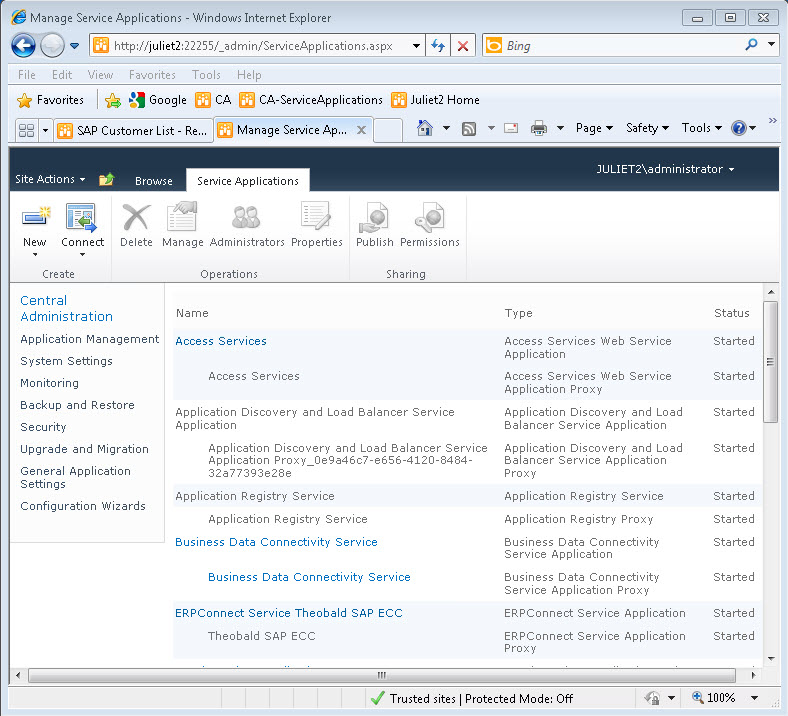 Manage Service Applications - Windows Internet Explorer
http://juliet2:22255/_admin/ServiceApplications.aspx
Bing
File Edit View Favorites Tools Help
Favorites Google CA CA-ServiceApplications Juliet2 Home
SAP Customer List - Re... Manage Service Ap... Page Safety Tools
Site Actions Browse Service Applications JULIET2\administrator
New Connect Delete Manage Administrators Properties Publish Permissions
Create Operations Sharing
Central
Administration
Application Management
System Settings
Monitoring
Backup and Restore
Security
Upgrade and Migration
General Application
Settings
Configuration Wizards
Name Type Status
Access Services Access Services Web Service Started
Application
Access Services Access Services Web Service Started
Application Proxy
Application Discovery and Load Balancer Service Application Discovery and Load Started
Application Balancer Service Application
Application Discovery and Load Balancer Service Application Discovery and Load Started
Application Proxy_0e9a46c7-e656-4120-8484- Balancer Service Application
32a77393e28e Proxy
Application Registry Service Application Registry Service Started
Application Registry Service Application Registry Proxy Started
Business Data Connectivity Service Business Data Connectivity Started
Service Application
Business Data Connectivity Service Business Data Connectivity Started
Service Application Proxy
ERPConnect Service Theobald SAP ECC ERPConnect Service Application Started
Theobald SAP ECC ERPConnect Service Application Started
Proxy
Trusted sites | Protected Mode: Off 100%